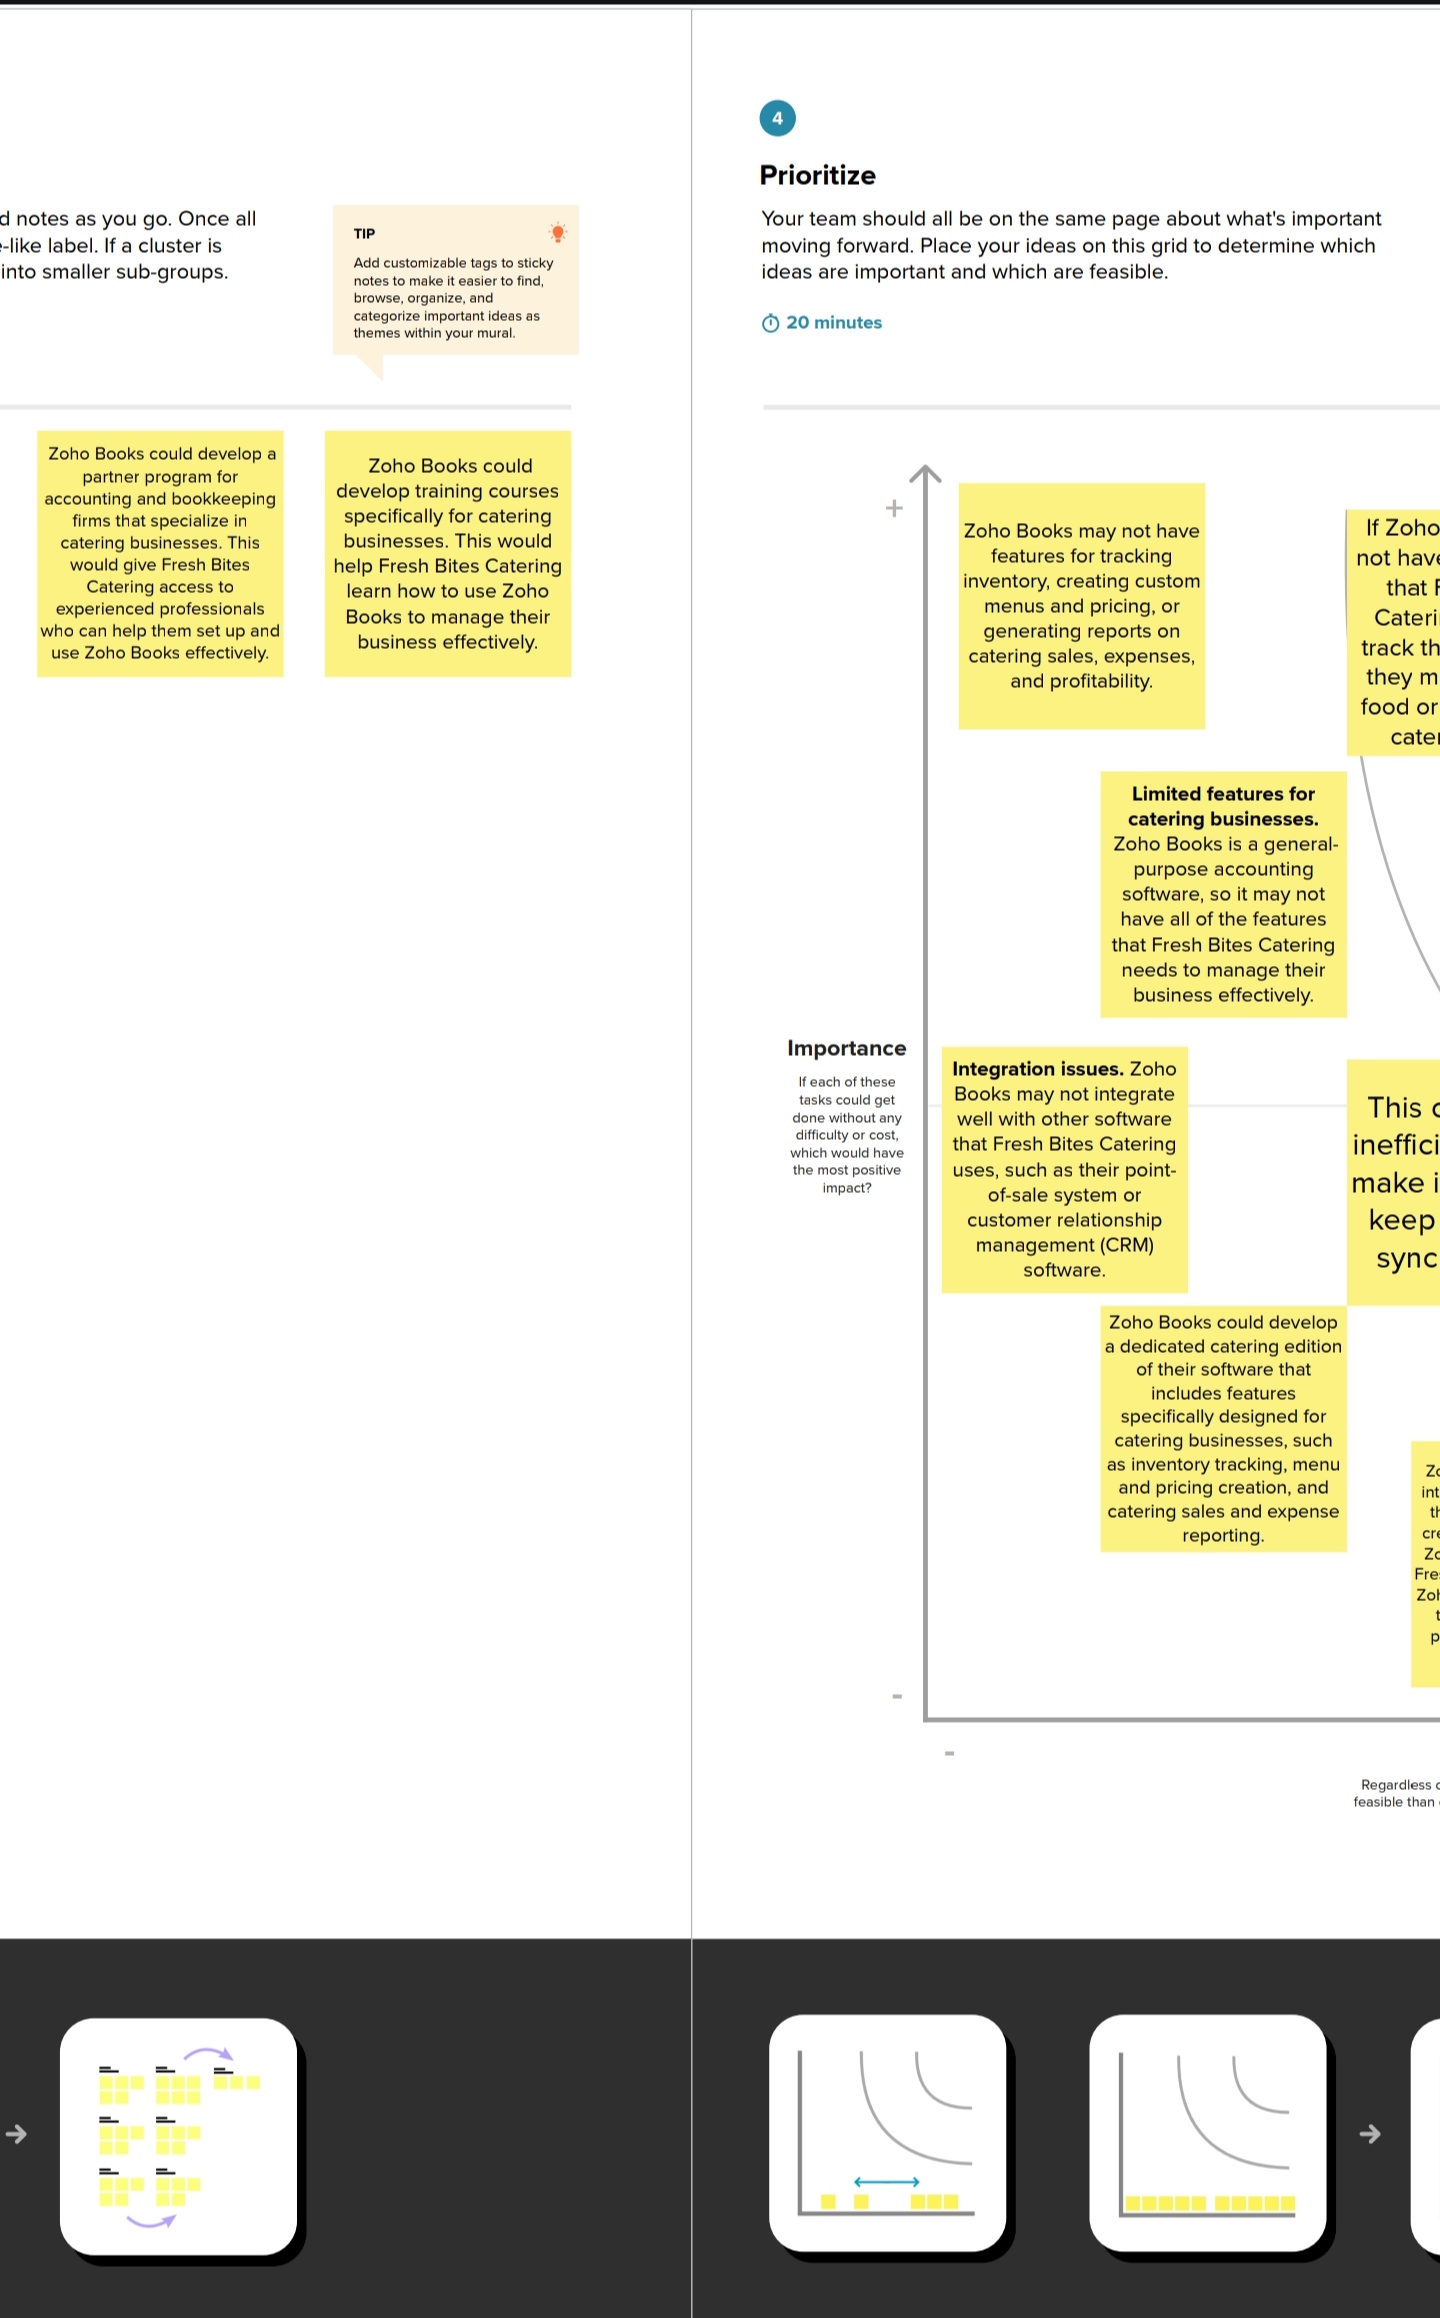 d notes as you go. Once all
-like label. If a cluster is
into smaller sub-groups.
TIP
Add customizable tags to sticky
notes to make it easier to find,
browse, organize, and
categorize important ideas as
themes within your mural.
Zoho Books could develop a
partner program for
accounting and bookkeeping
firms that specialize in
catering businesses. This
would give Fresh Bites
Catering access to
experienced professionals
who can help them set up and
use Zoho Books effectively.
Zoho Books could
develop training courses
specifically for catering
businesses. This would
help Fresh Bites Catering
learn how to use Zoho
Books to manage their
business effectively.
4
Prioritize
Your team should all be on the same page about what's important
moving forward. Place your ideas on this grid to determine which
ideas are important and which are feasible.
20 minutes
+
Zoho Books may not have
features for tracking
inventory, creating custom
menus and pricing, or
generating reports on
catering sales, expenses,
and profitability.
If Zoho
not have
that F
Cateri
track th
they m
food or
cater
Limited features for
catering businesses.
Zoho Books is a general-
purpose accounting
software, so it may not
have all of the features
that Fresh Bites Catering
needs to manage their
business effectively.
Importance
If each of these
tasks could get
done without any
difficulty or cost,
which would have
the most positive
impact?
Integration issues. Zoho
Books may not integrate
well with other software
that Fresh Bites Catering
uses, such as their point-
of-sale system or
customer relationship
management (CRM)
software.
This c
ineffici
make i
keep
sync
Zoho Books could develop
a dedicated catering edition
of their software that
includes features
specifically designed for
catering businesses, such
as inventory tracking, menu
and pricing creation, and
catering sales and expense
reporting.
Zo
int
th
cre
Zo
Fre
Zoh
t
p
-
-
Regardless
feasible than